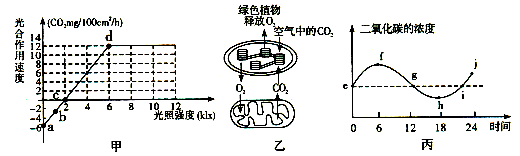 光合作用速度
(CO₂mg/100cm²/h)
14
12
10
8
6
4
2
0
-2
-4
-6
a
b
c
d
2
4
6
8
10
12
光照强度 (klx)
甲
绿色植物
释放O₂
空气中的CO₂
O₂
CO₂
乙
二氧化碳的浓度
e
f
g
h
i
j
0
6
12
18
24
时间
丙